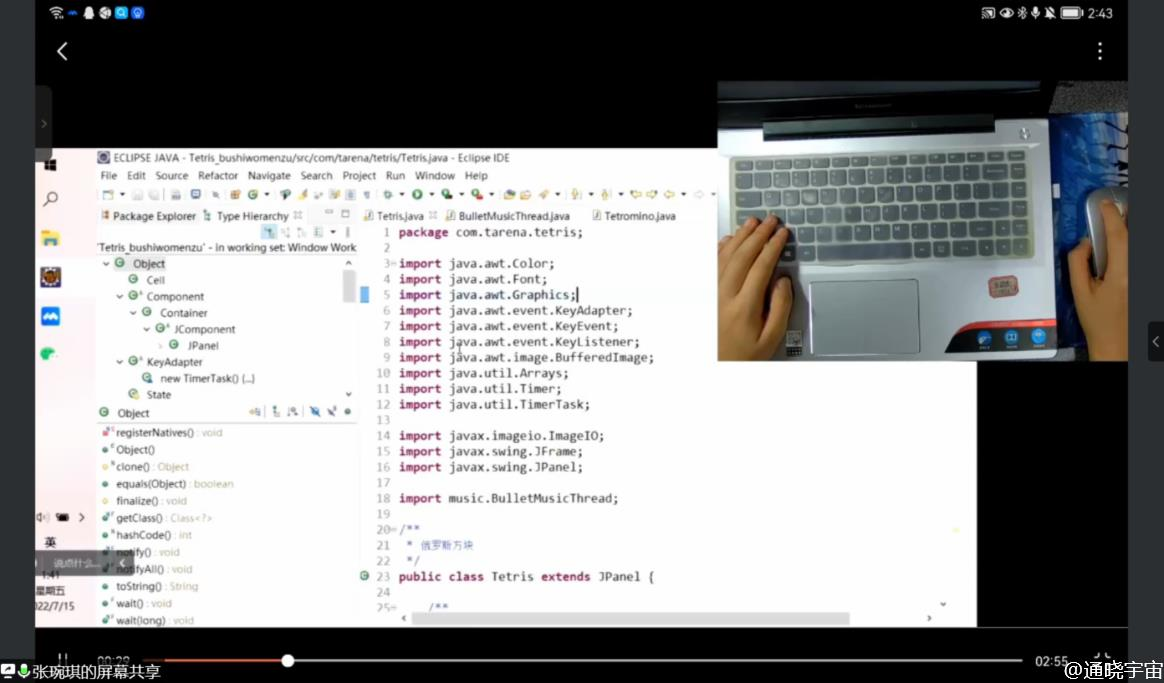 2:43
ECLIPSE JAVA - Tetris_bushiwomenzu/src/com/tarena/tetris/Tetris.java - Eclipse IDE
File Edit Source Refactor Navigate Search Project Run Window Help
Package Explorer Type Hierarchy
Tetris.java BulletMusicThread.java Tetromino.java
'Tetris_bushiwomenzu' - in working set: Window Work
Object
Cell
Component
Container
JComponent
JPanel
KeyAdapter
new TimerTask() {...}
State
Object
registerNatives() : void
Object()
clone() : Object
equals(Object) : boolean
finalize() : void
getClass() : Class<?>
hashCode() : int
notify() : void
notifyAll() : void
toString() : String
wait() : void
wait(long) : void
1 package com.tarena.tetris;
2
3 import java.awt.Color;
4 import java.awt.Font;
5 import java.awt.Graphics;
6 import java.awt.event.KeyAdapter;
7 import java.awt.event.KeyEvent;
8 import java.awt.event.KeyListener;
9 import java.awt.image.BufferedImage;
10 import java.util.Arrays;
11 import java.util.Timer;
12 import java.util.TimerTask;
13
14 import javax.imageio.ImageIO;
15 import javax.swing.JFrame;
16 import javax.swing.JPanel;
17
18 import music.BulletMusicThread;
19
20 /**
21 * 俄罗斯方块
22 */
23 public class Tetris extends JPanel {
24
25 /**
英
说点什么...
1:41
星期五
022/7/15
00:29
02:55
张琬琪的屏幕共享
@通晓宇宙